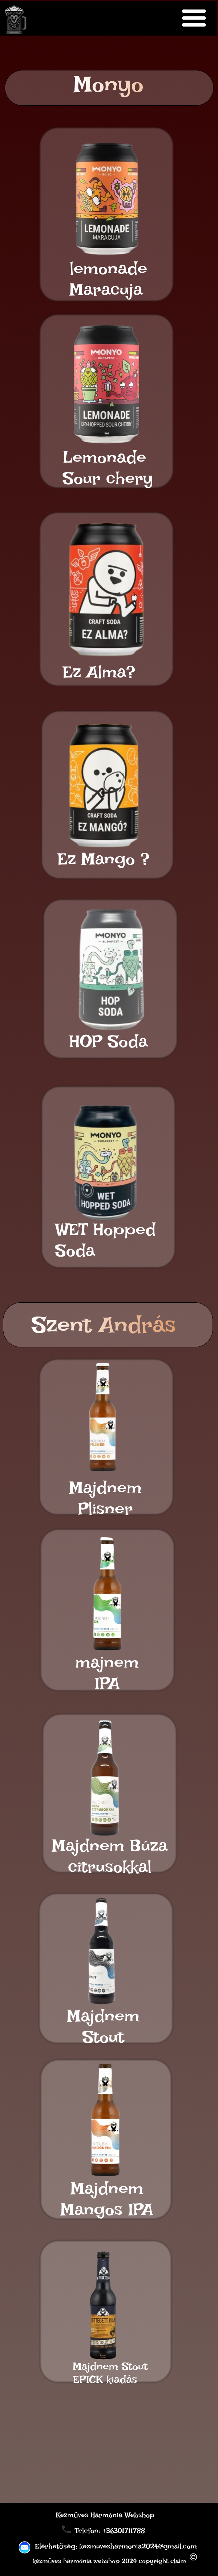 Monyo
MONYO
LEMONADE
MARACUJA
lemonade
Maracuja
MONYO
BUDAPEST
LEMONADE
DRY-HOPPED SOUR CHERRY
Lemonade
Sour chery
CRAFT SODA
EZ ALMA?
Ez Alma?
CRAFT SODA
EZ MANGÓ?
Ez Mango ?
MONYO
BUDAPEST
HOP
SODA
HOP Soda
MONYO
BUDAPEST
WET
HOPPED SODA
WET Hopped
Soda
Szent András
Majdnem
Plisner
majnem
IPA
Majdnem Búza
citrusokkal
Majdnem
Stout
Majdnem
Mangos IPA
Majdnem Stout
EPICK kiadás
Kézműves Harmónia Webshop
Telefon: +36301711788
Elérhetőség: kezmuvesharmonia2024@gmail.com
kézműves harmónia webshop 2024 copyright claim ©